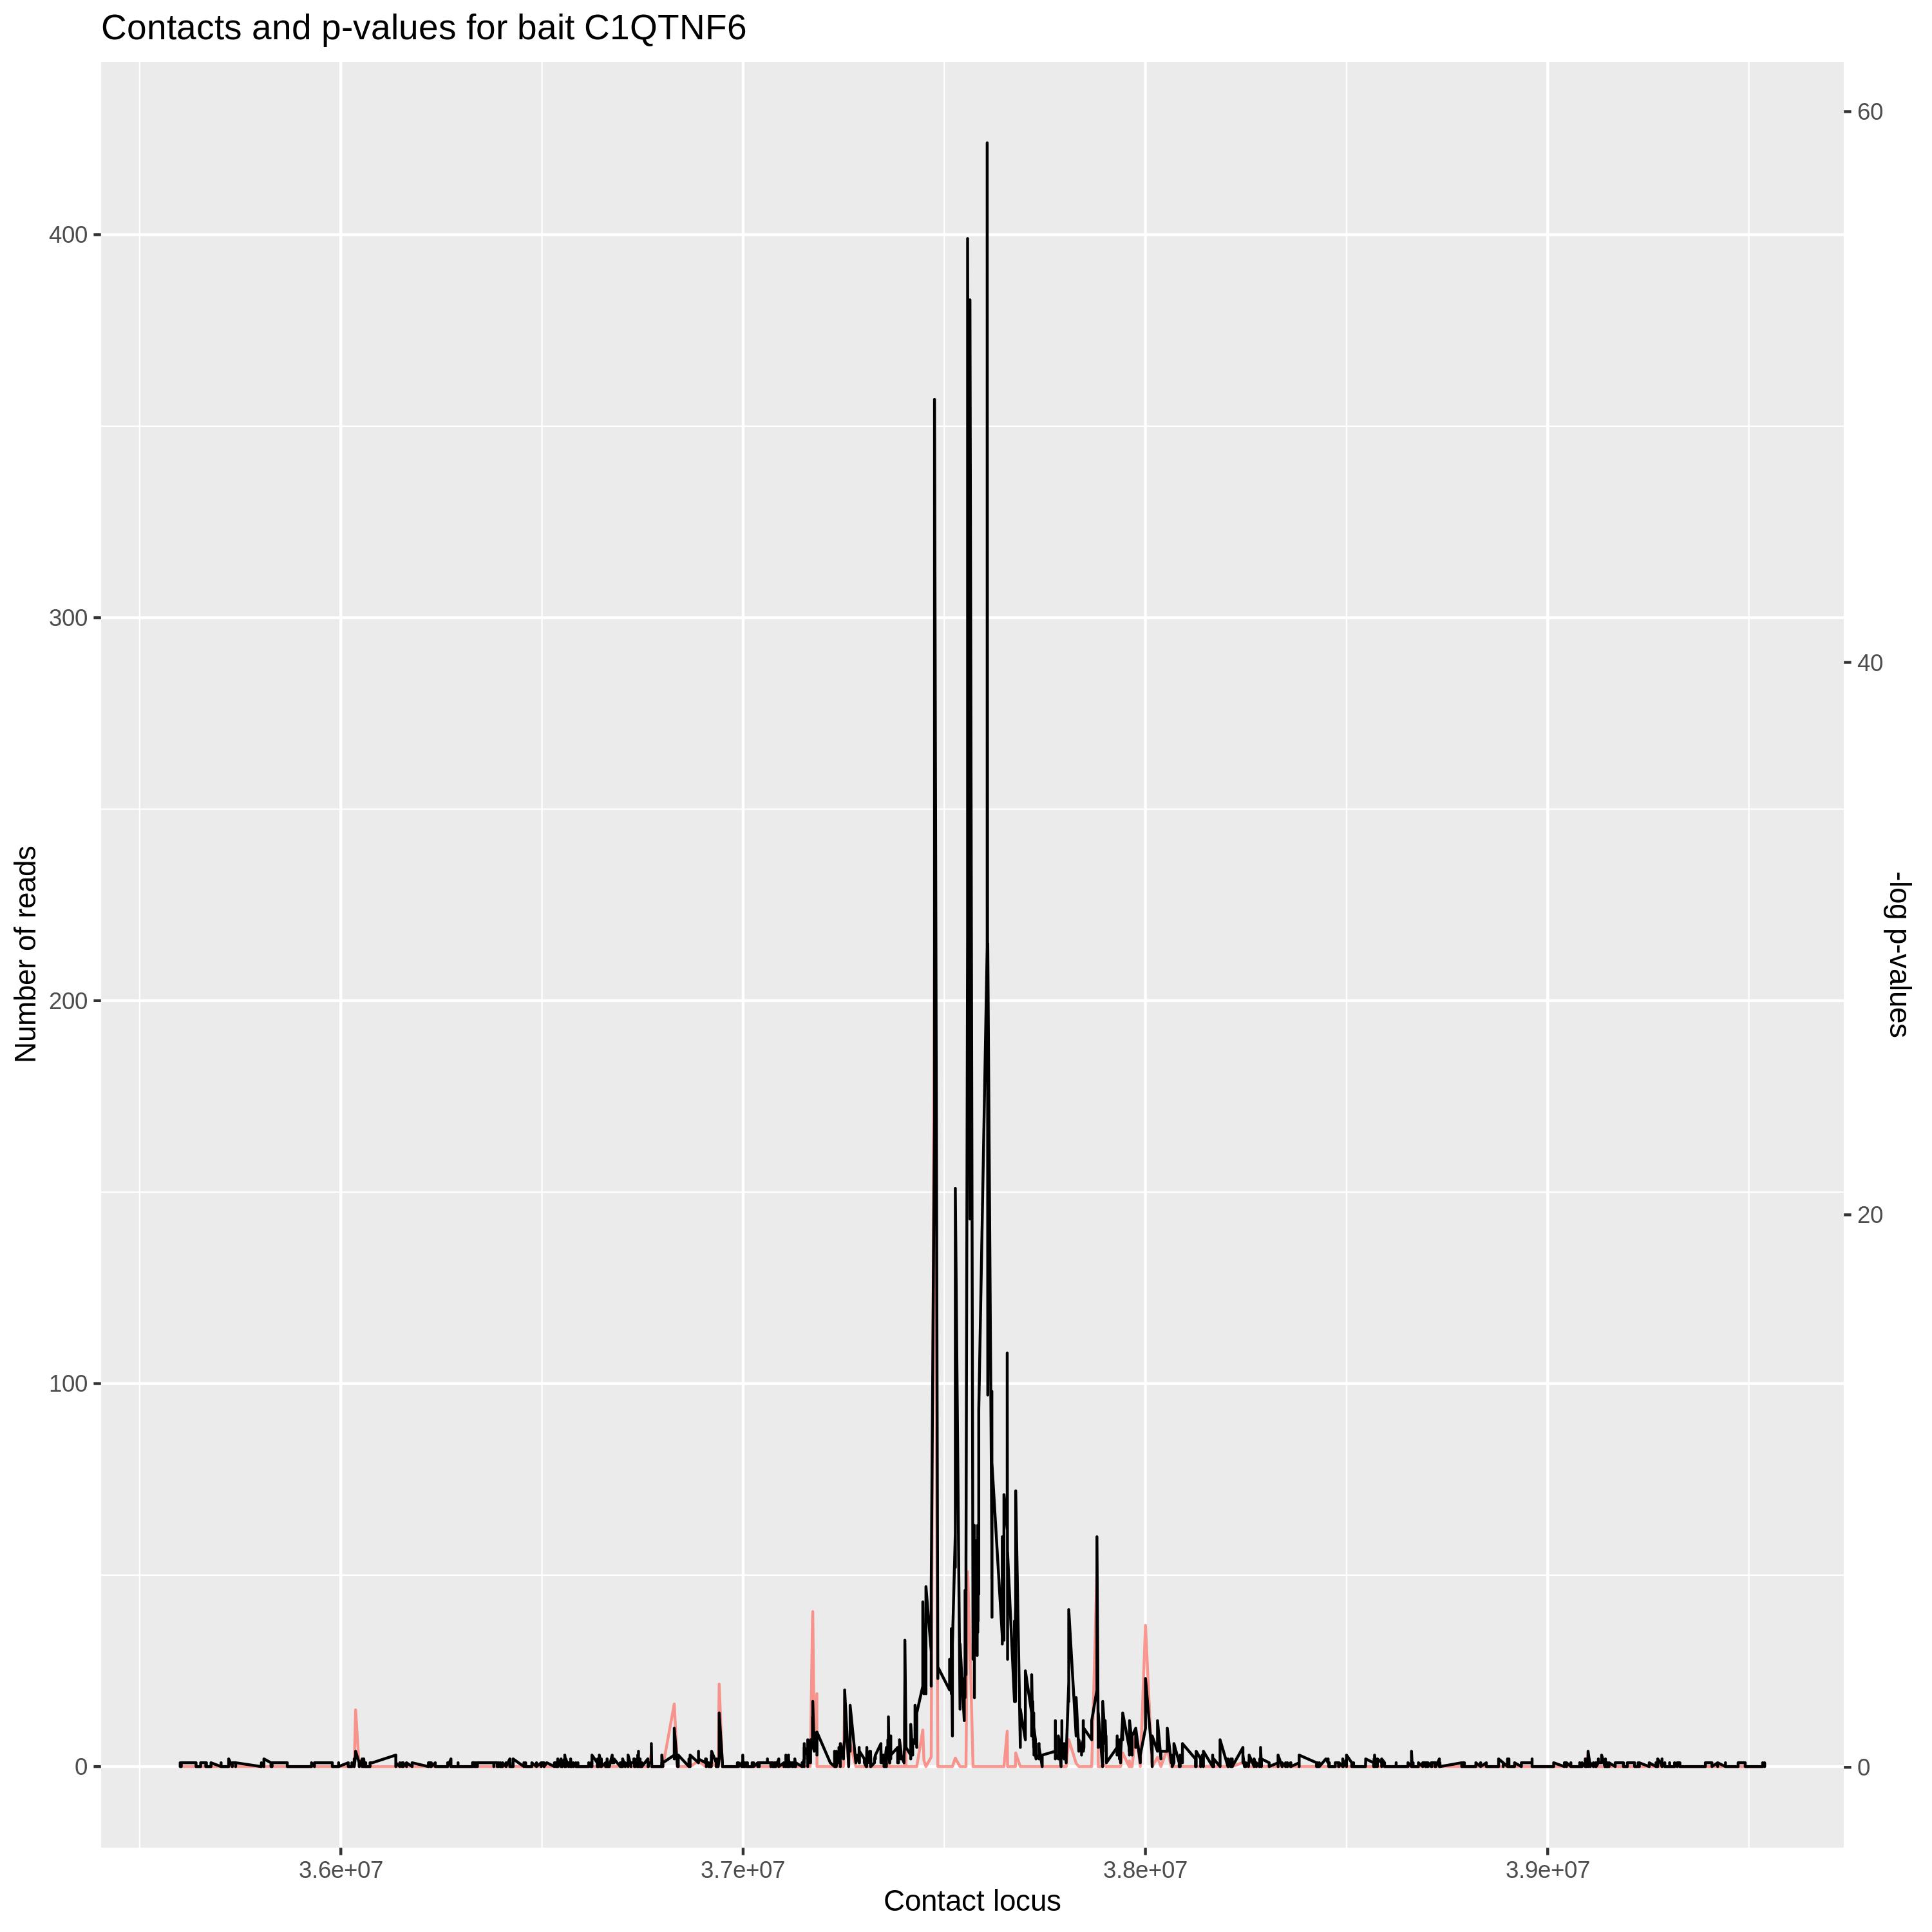 Contacts and p-values for bait C1QTNF6
60
400
40
300
Number of reads
-log p-values
200
20
100
0
0
3.6e+07
3.7e+07
3.8e+07
3.9e+07
Contact locus